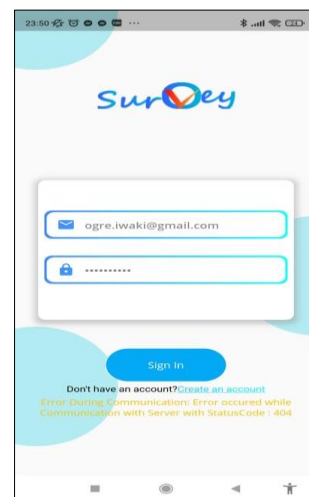 23:50
SurVey
ogre.iwaki@gmail.com
••••••••••
Sign In
Don't have an account?Create an account
Error During Communication: Error occured while
Communication with Server with StatusCode : 404